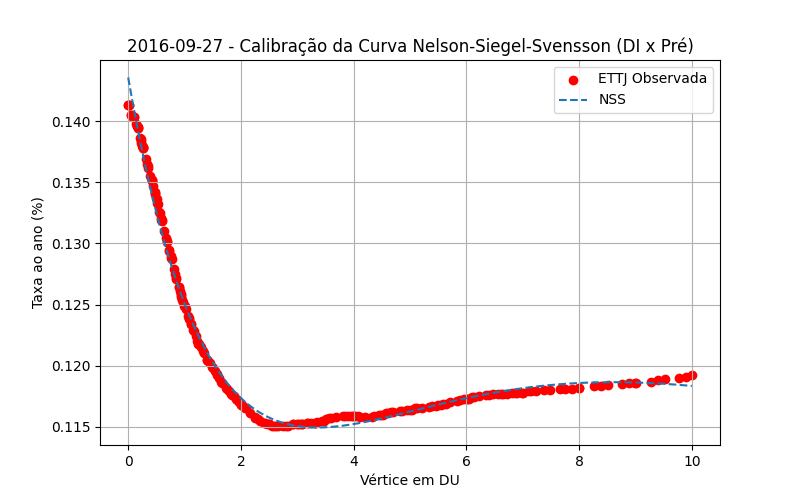 2016-09-27 - Calibração da Curva Nelson-Siegel-Svensson (DI x Pré)
ETTJ Observada
NSS
Taxa ao ano (%)
0.140
0.135
0.130
0.125
0.120
0.115
0
2
4
6
8
10
Vértice em DU